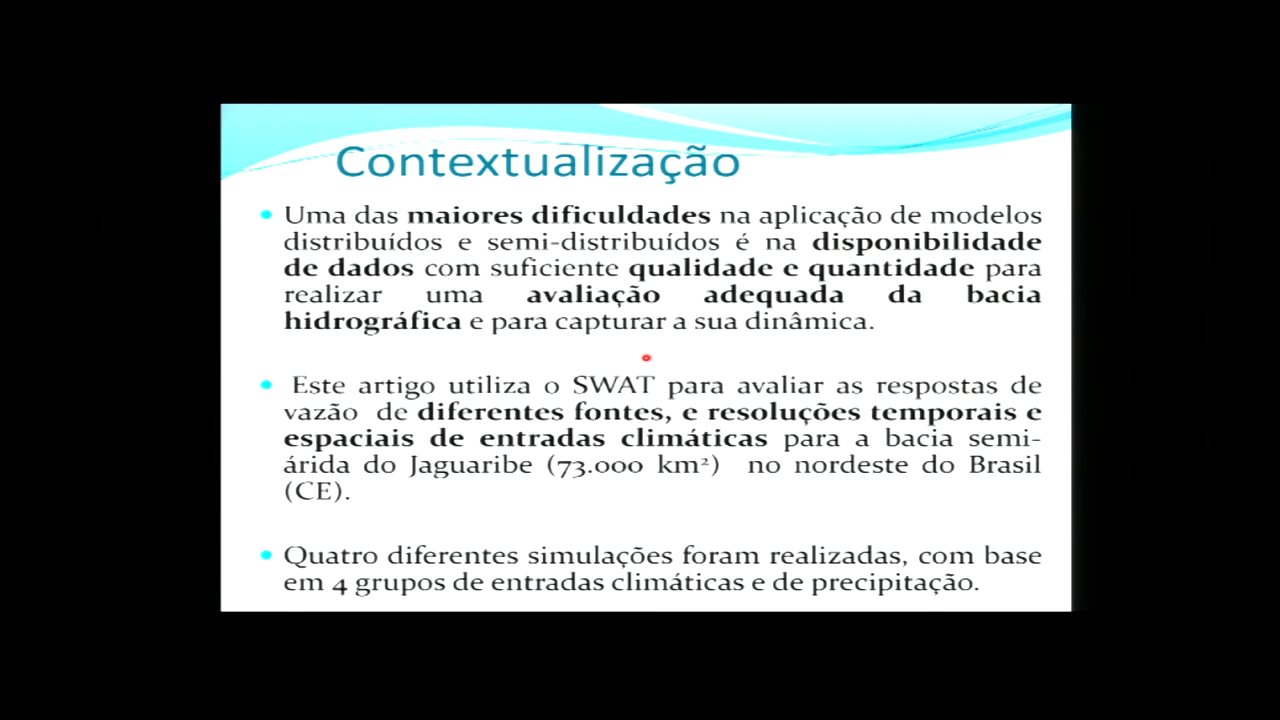 Contextualização
Uma das maiores dificuldades na aplicação de modelos
distribuídos e semi-distribuídos é na disponibilidade
de dados com suficiente qualidade e quantidade para
realizar uma avaliação adequada da bacia
hidrográfica e para capturar a sua dinâmica.
Este artigo utiliza o SWAT para avaliar as respostas de
vazão de diferentes fontes, e resoluções temporais e
espaciais de entradas climáticas para a bacia semi-
árida do Jaguaribe (73.000 km²) no nordeste do Brasil
(CE).
Quatro diferentes simulações foram realizadas, com base
em 4 grupos de entradas climáticas e de precipitação.